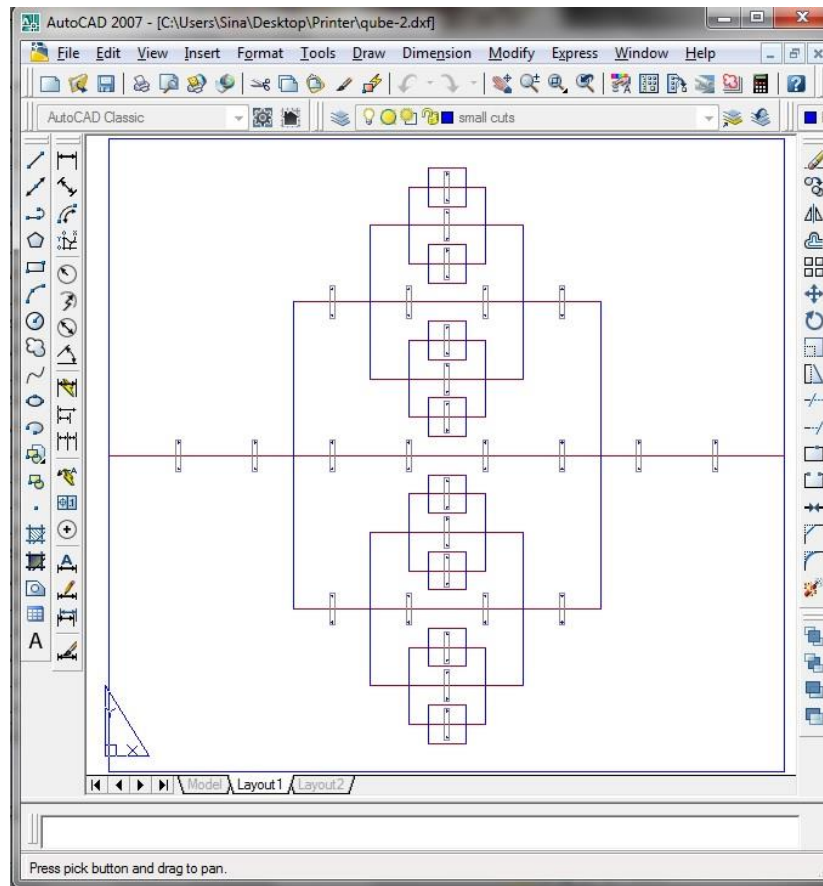 AutoCAD 2007 - [C:\Users\Sina\Desktop\Printer\qube-2.dxf]
File Edit View Insert Format Tools Draw Dimension Modify Express Window Help
AutoCAD Classic small cuts
A
X
Model Layout1 Layout2
Press pick button and drag to pan.